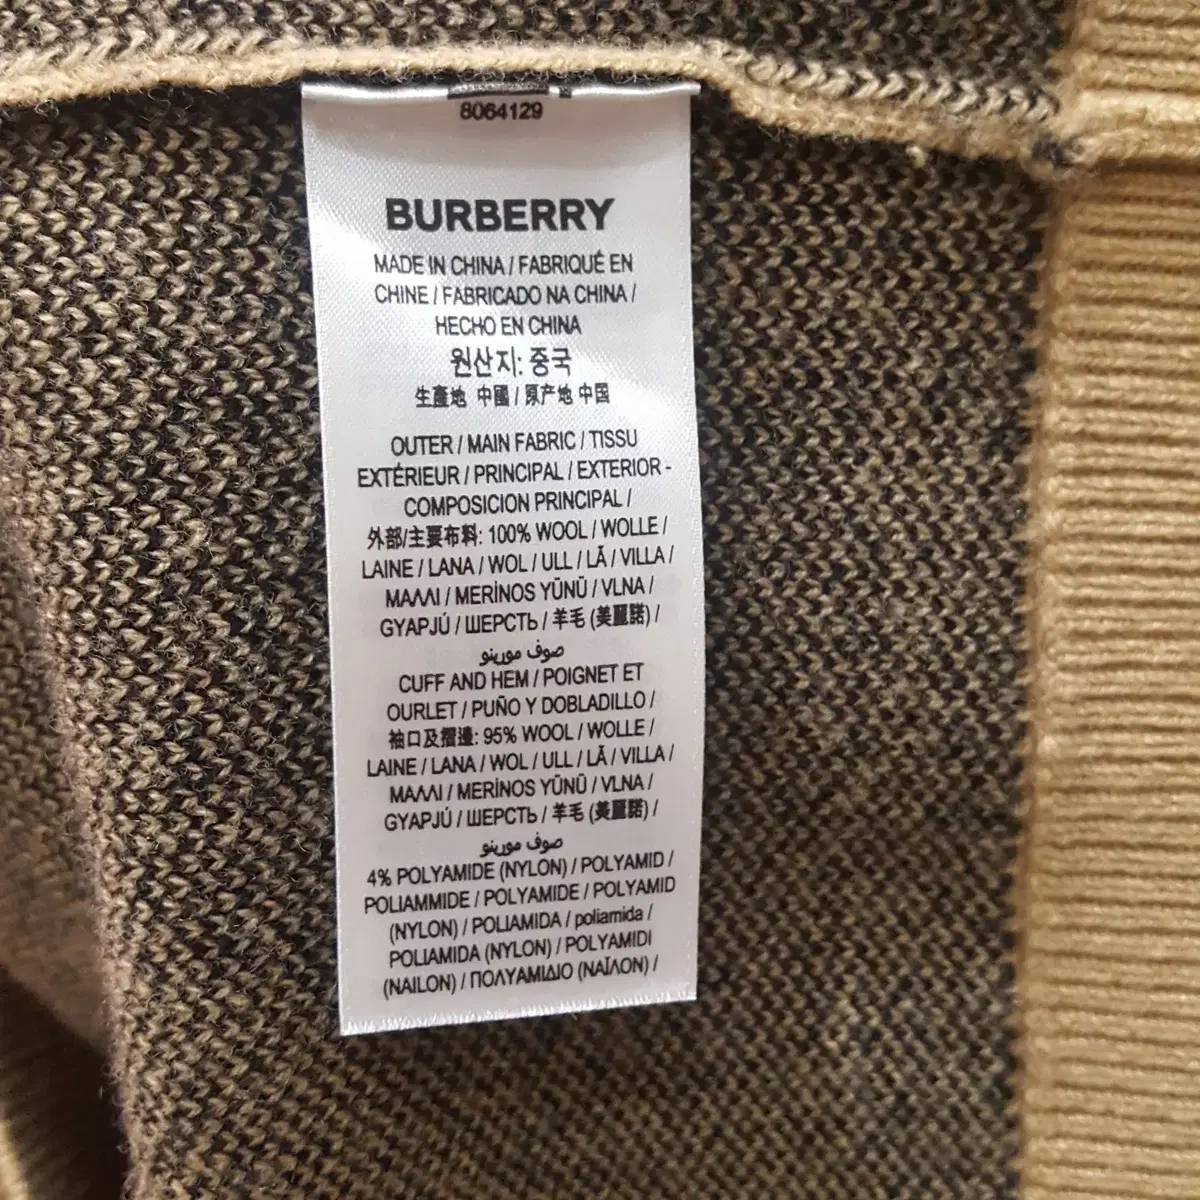 8064129
BURBERRY
MADE IN CHINA / FABRIQUÉ EN
CHINE / FABRICADO NA CHINA /
HECHO EN CHINA
원산지: 중국
生產地 中國 / 原产地 中国
OUTER / MAIN FABRIC / TISSU
EXTÉRIEUR / PRINCIPAL / EXTERIOR -
COMPOSICION PRINCIPAL /
外部/主要布料: 100% WOOL / WOLLE /
LAINE / LANA / WOL / ULL / LÃ / VILLA /
ΜΑΛΛΙ / MERİNOS YÜNÜ / VLNA /
GYAPJÚ / ШЕРСТЬ / 羊毛 (美麗諾) /
صوف مورينو
CUFF AND HEM / POIGNET ET
OURLET / PUÑO Y DOBLADILLO /
袖口及摺邊: 95% WOOL / WOLLE /
LAINE / LANA / WOL / ULL / LÃ / VILLA /
ΜΑΛΛΙ / MERİNOS YÜNÜ / VLNA /
GYAPJÚ / ШЕРСТЬ / 羊毛 (美麗諾) /
صوف مورينو
4% POLYAMIDE (NYLON) / POLYAMID /
POLIAMMIDE / POLYAMIDE / POLYAMID
(NYLON) / POLIAMIDA / poliamida /
POLIAMIDA (NYLON) / POLYAMIDI
(NAILON) / ΠΟΛΥΑΜΙΔΙΟ (ΝΑΪΛΟΝ) /